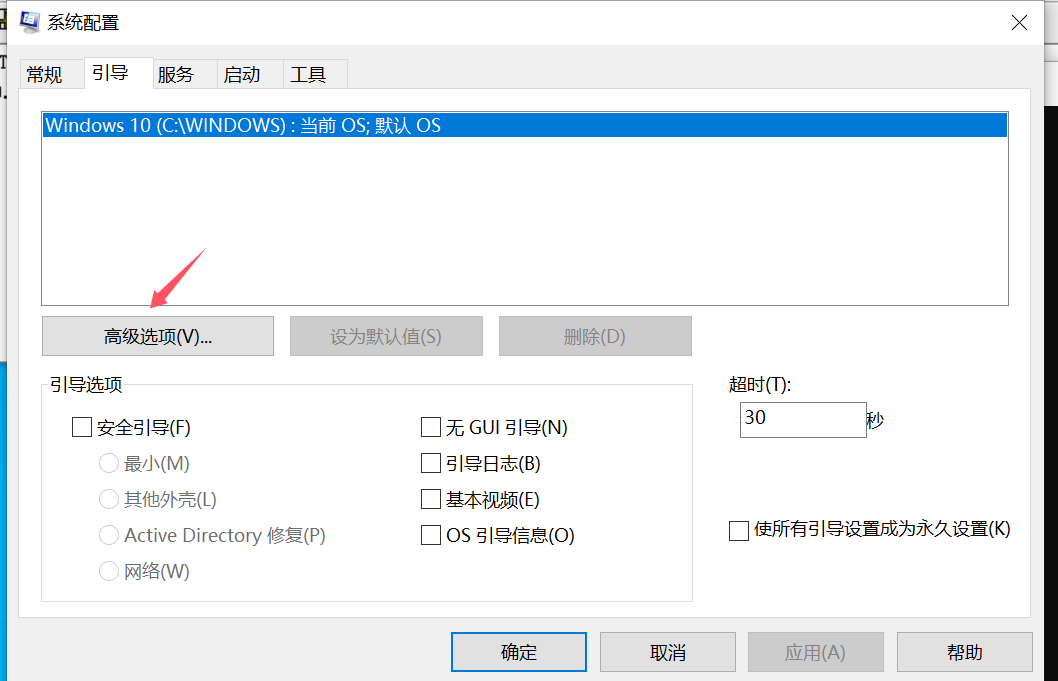 系统配置
常规 引导 服务 启动 工具
Windows 10 (C:\WINDOWS) : 当前 OS; 默认 OS
高级选项(V)... 设为默认值(S) 删除(D)
引导选项 超时(T):
安全引导(F) 无 GUI 引导(N) 30 秒
最小(M) 引导日志(B)
其他外壳(L) 基本视频(E)
Active Directory 修复(P) OS 引导信息(O) 使所有引导设置成为永久设置(K)
网络(W)
确定 取消 应用(A) 帮助